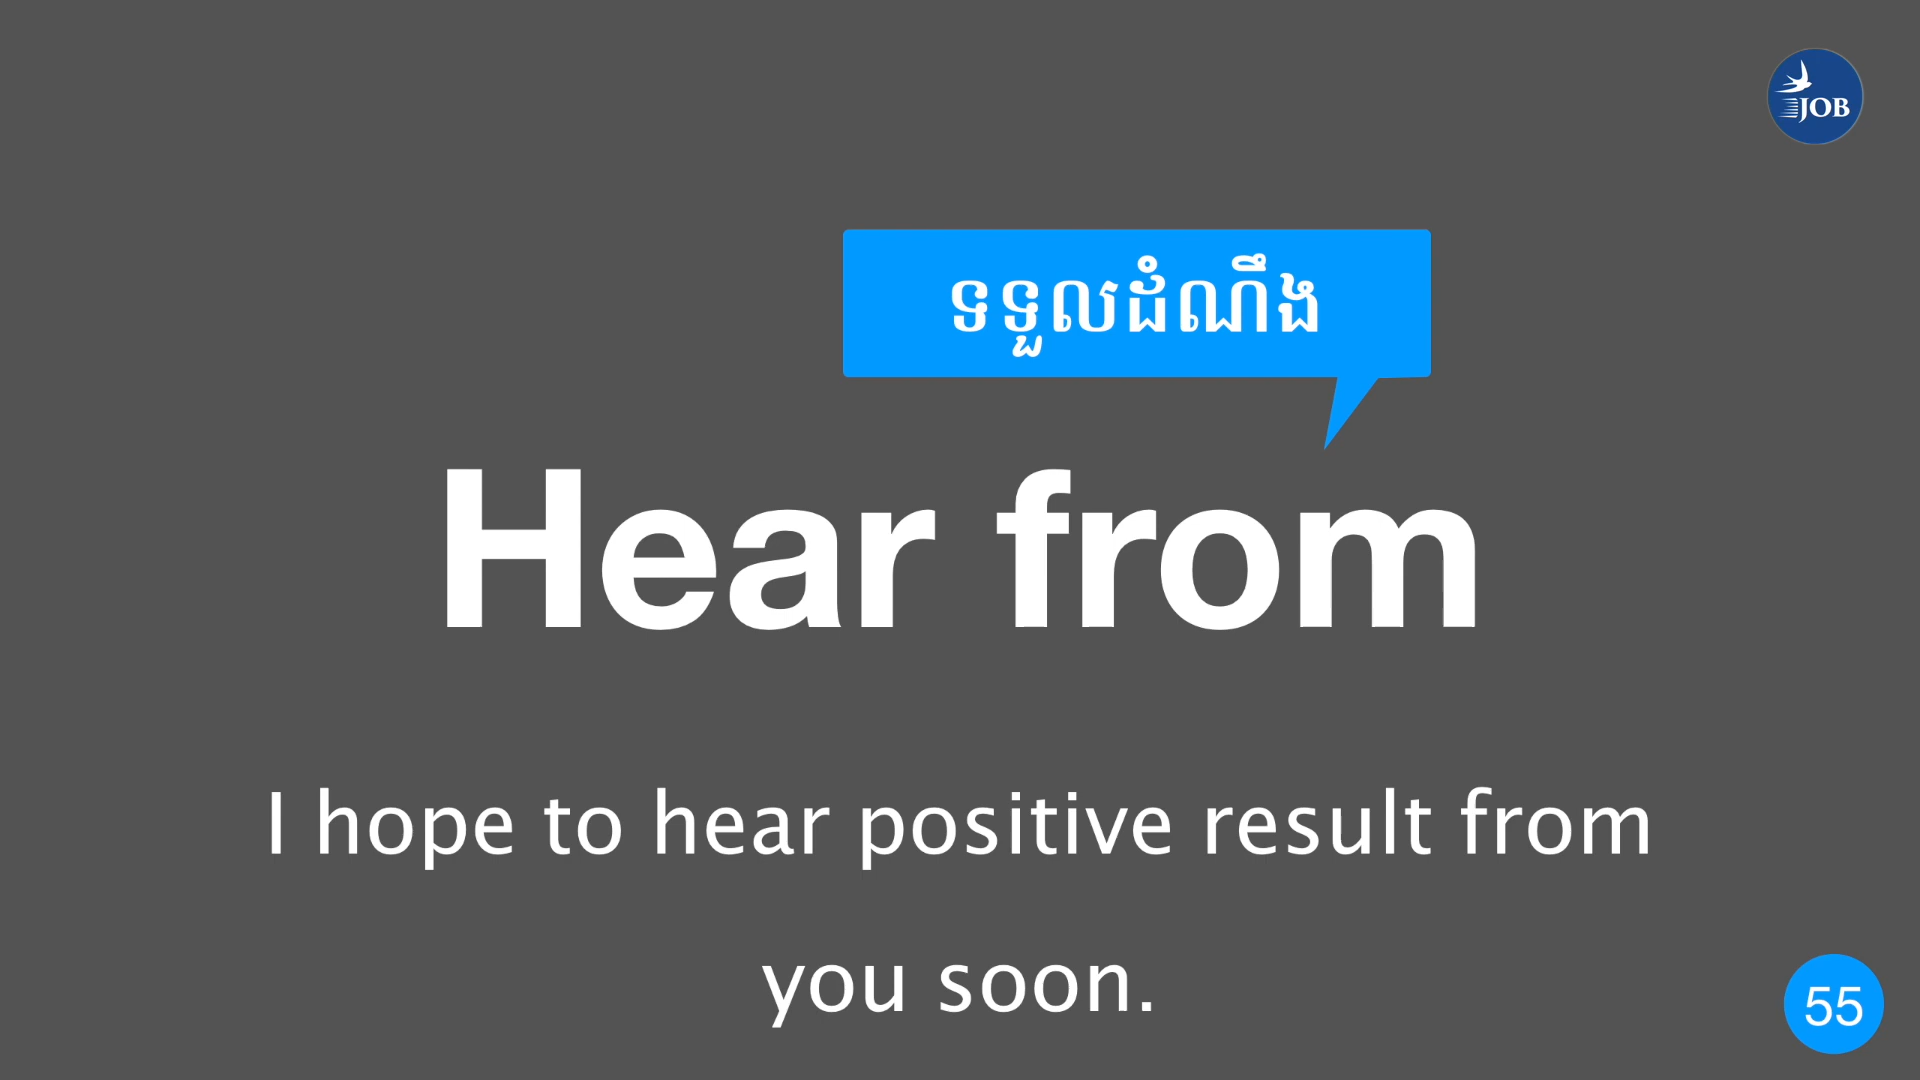 JOB
ទទួលដំណឹង
Hear from
I hope to hear positive result from
you soon.
55